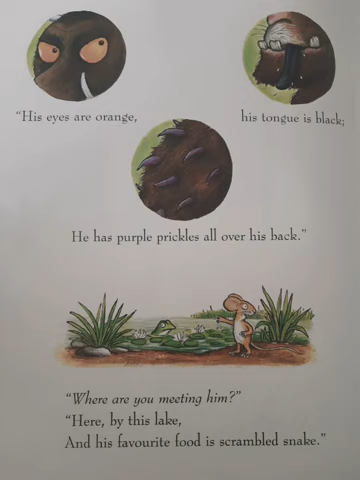 "His eyes are orange,
his tongue is black;
He has purple prickles all over his back."
"Where are you meeting him?"
"Here, by this lake,
And his favourite food is scrambled snake."